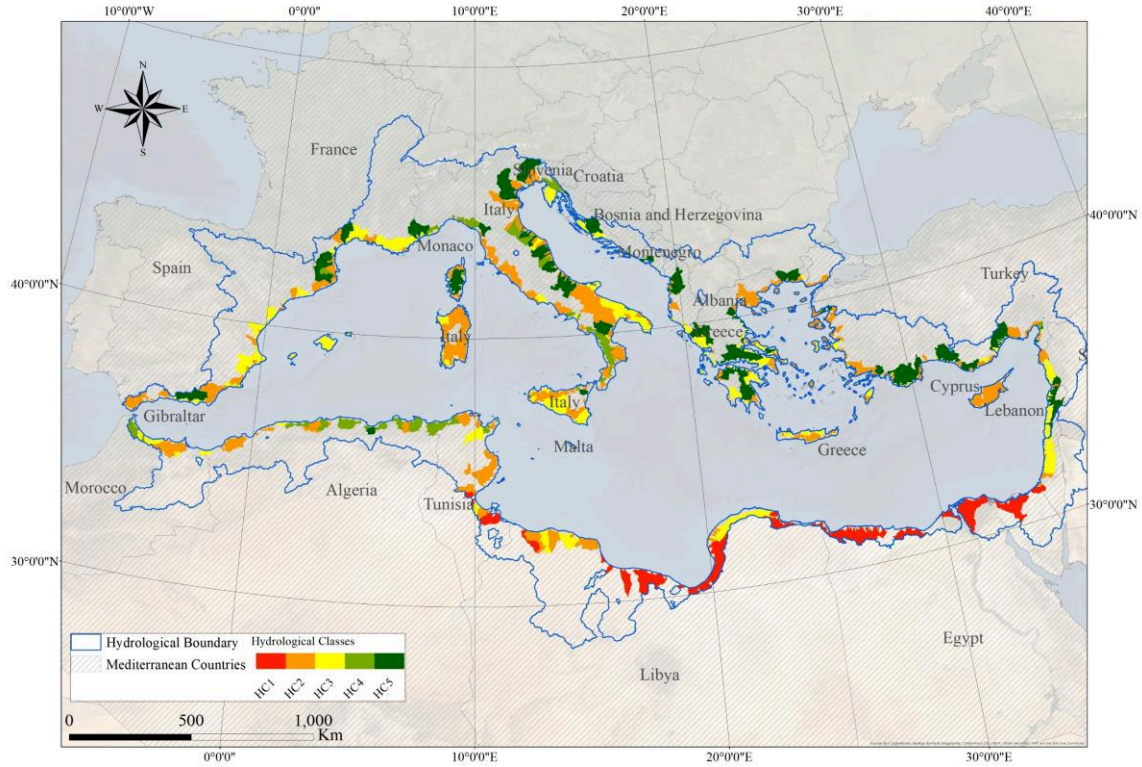 10°0'0"W 0°0'0" 10°0'0"E 20°0'0"E 30°0'0"E 40°0'0"E
N
W E
S
France
Slovenia
Croatia
Italy
Bosnia and Herzegovina
40°0'0"N
Monaco
Montenegro
Spain
Turkey
40°0'0"N
Albania
Italy
Greece
Cyprus
Gibraltar
Italy
Lebanon
Malta
Greece
Morocco
Algeria
Tunisia
30°0'0"N
30°0'0"N
Egypt
Libya
Hydrological Boundary
Mediterranean Countries
Hydrological Classes
HC1 HC2 HC3 HC4 HC5
0 500 1,000
Km
0°0'0" 10°0'0"E 20°0'0"E 30°0'0"E